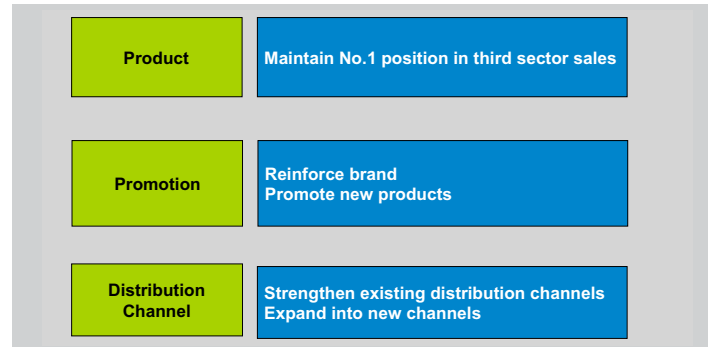 Product
Maintain No.1 position in third sector sales
Promotion
Reinforce brand
Promote new products
Distribution
Channel
Strengthen existing distribution channels
Expand into new channels